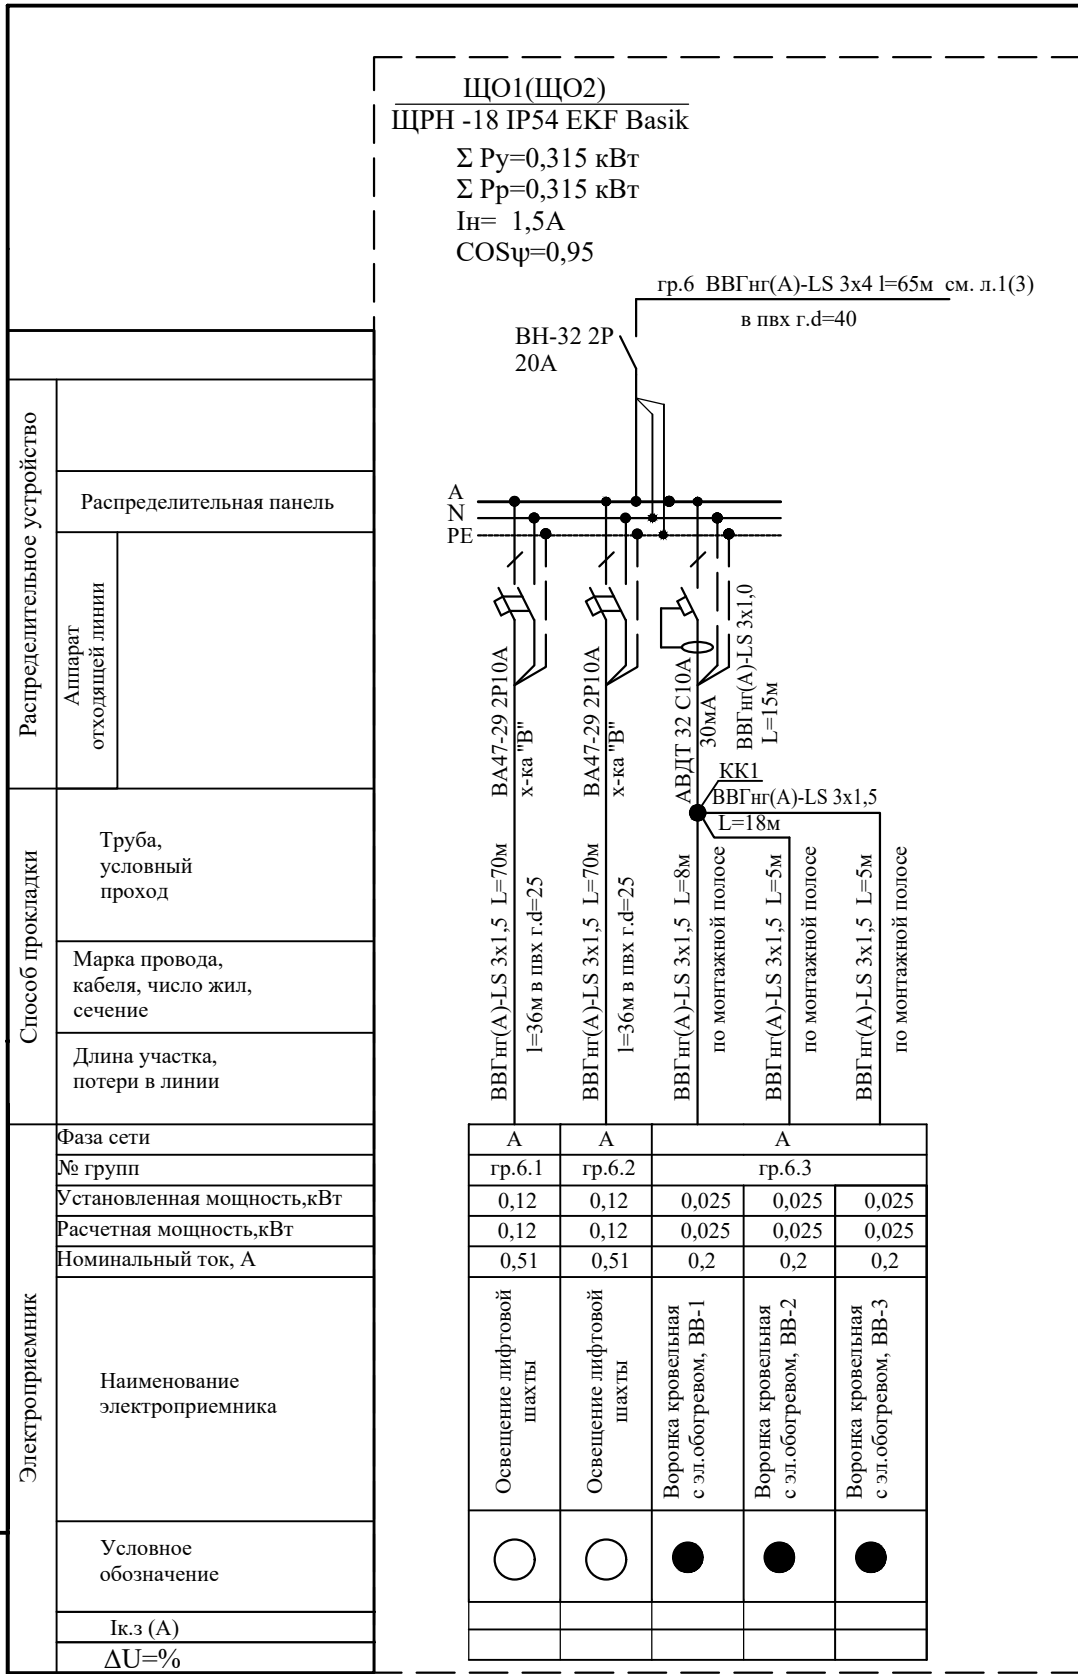 ЩО1(ЩО2)
ЩРН -18 IP54 EKF Basik
Σ Ру=0,315 кВт
Σ Рр=0,315 кВт
Iн= 1,5А
COSψ=0,95
гр.6 ВВГнг(А)-LS 3х4 l=65м см. л.1(3)
в пвх г.d=40
ВН-32 2Р
20А
Распределительное устройство
Распределительная панель
Аппарат
отходящей линии
A
N
PE
ВА47-29 2Р10А
х-ка "В"
ВА47-29 2Р10А
х-ка "В"
АВДТ 32 С10А
30мА
ВВГнг(А)-LS 3х1,0
L=15м
КК1
ВВГнг(А)-LS 3х1,5
L=18м
Способ прокладки
Труба,
условный
проход
Марка провода,
кабеля, число жил,
сечение
Длина участка,
потери в линии
ВВГнг(А)-LS 3х1,5 L=70м
l=36м в пвх г.d=25
ВВГнг(А)-LS 3х1,5 L=70м
l=36м в пвх г.d=25
ВВГнг(А)-LS 3х1,5 L=8м
по монтажной полосе
ВВГнг(А)-LS 3х1,5 L=5м
по монтажной полосе
ВВГнг(А)-LS 3х1,5 L=5м
по монтажной полосе
Электроприемник
Фаза сети
А
А
А
№ групп
гр.6.1
гр.6.2
гр.6.3
Установленная мощность,кВт
0,12
0,12
0,025
0,025
0,025
Расчетная мощность,кВт
0,12
0,12
0,025
0,025
0,025
Номинальный ток, А
0,51
0,51
0,2
0,2
0,2
Наименование
электроприемника
Освещение лифтовой
шахты
Освещение лифтовой
шахты
Воронка кровельная
с эл.обогревом, ВВ-1
Воронка кровельная
с эл.обогревом, ВВ-2
Воронка кровельная
с эл.обогревом, ВВ-3
Условное
обозначение
Iк.з (А)
ΔU=%